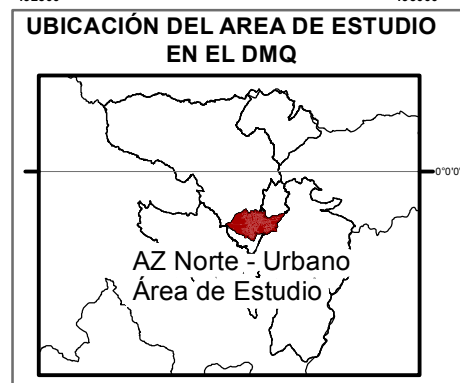 UBICACIÓN DEL AREA DE ESTUDIO
EN EL DMQ
0°0'0"
AZ Norte - Urbano
Área de Estudio